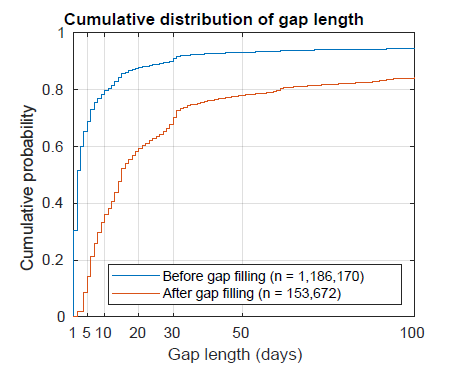 Cumulative distribution of gap length
1
0.8
0.6
0.4
0.2
0
Cumulative probability
Before gap filling (n = 1,186,170)
After gap filling (n = 153,672)
1 5 10 20 30 50 100
Gap length (days)